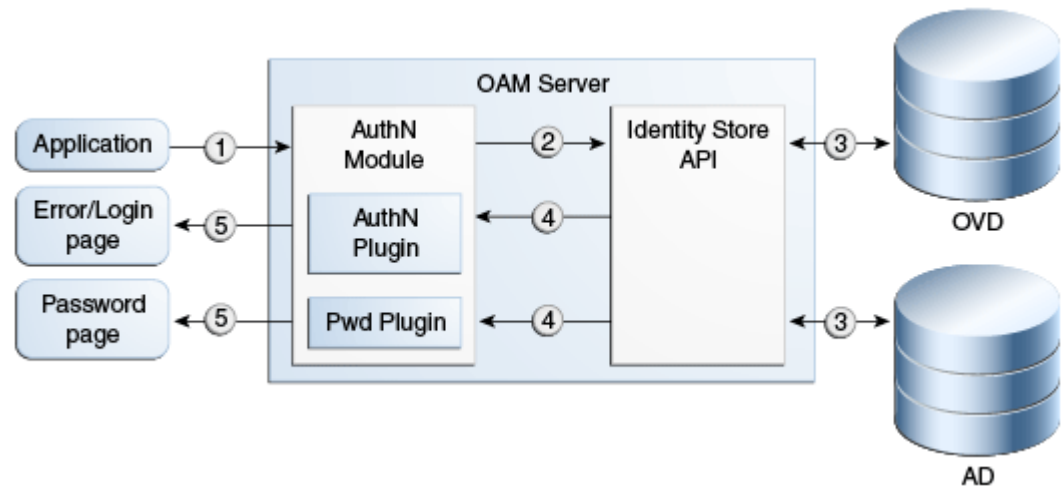 OAM Server
Application
1
AuthN
Module
2
Identity Store
API
3
OVD
Error/Login
page
5
AuthN
Plugin
4
Password
page
5
Pwd Plugin
4
3
AD